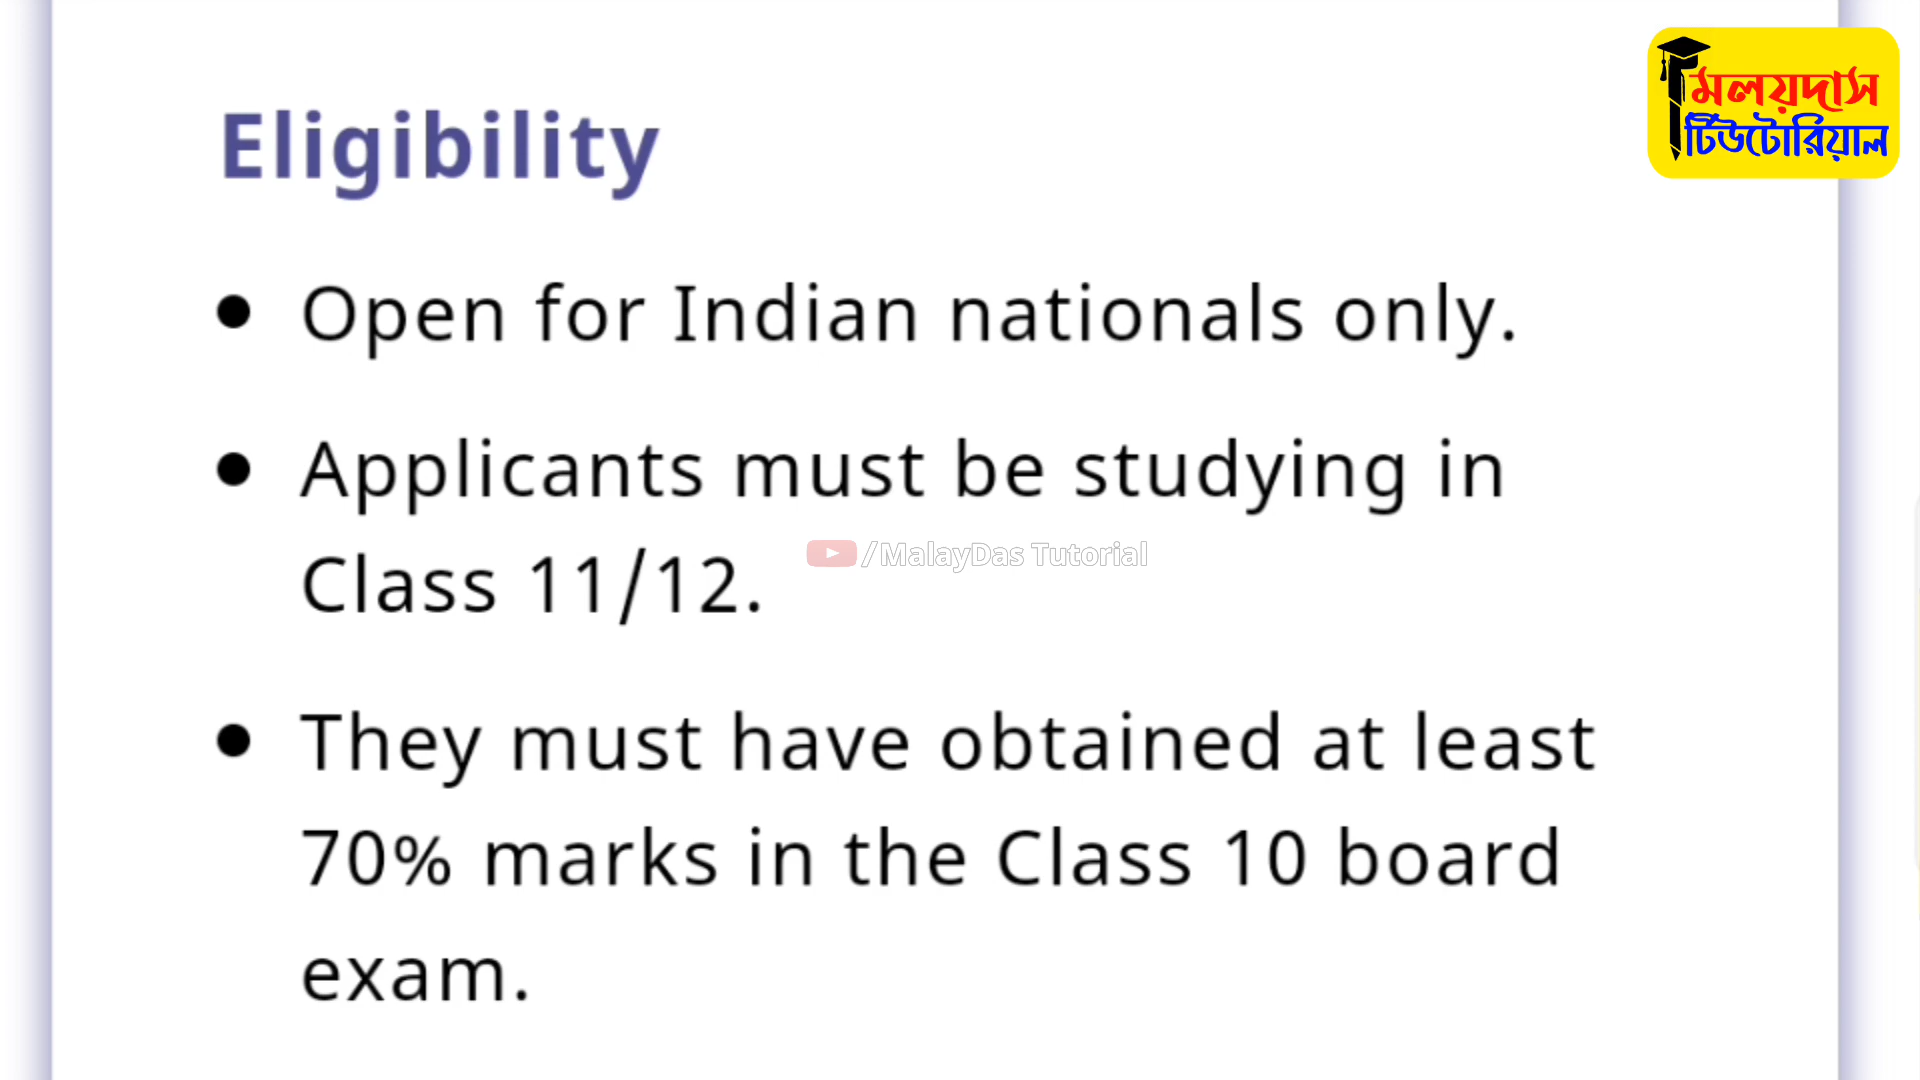 মলয়দাস
টিউটোরিয়াল
Eligibility
● Open for Indian nationals only.
● Applicants must be studying in
Class 11/12.
/MalayDas Tutorial
● They must have obtained at least
70% marks in the Class 10 board
exam.